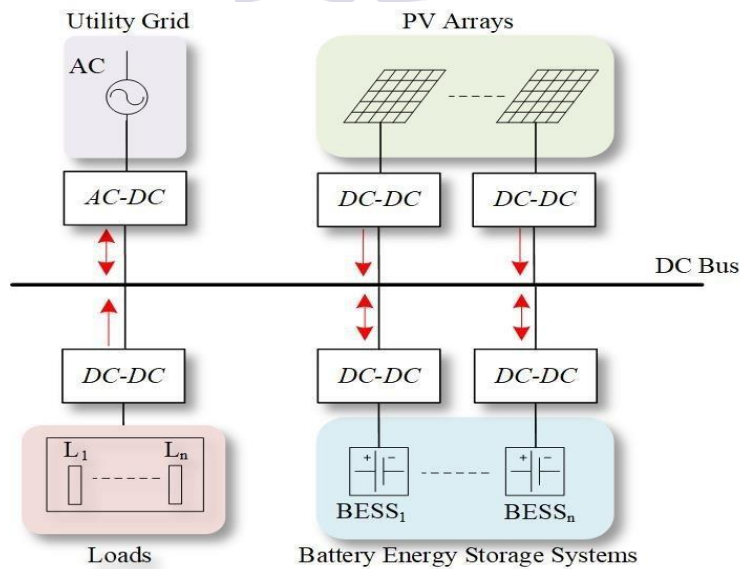 Utility Grid
PV Arrays
AC
AC-DC
DC-DC
DC-DC
DC Bus
DC-DC
DC-DC
DC-DC
L1
Ln
+ -
+ -
BESS1
BESSn
Loads
Battery Energy Storage Systems